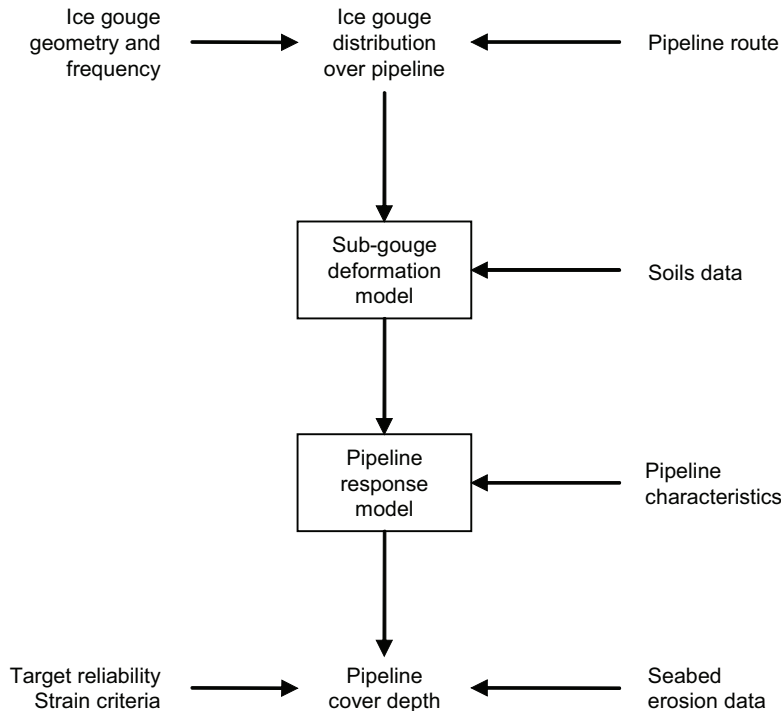 Ice gouge
geometry and
frequency
Ice gouge
distribution
over pipeline
Pipeline route
Sub-gouge
deformation
model
Soils data
Pipeline
response
model
Pipeline
characteristics
Target reliability
Strain criteria
Pipeline
cover depth
Seabed
erosion data